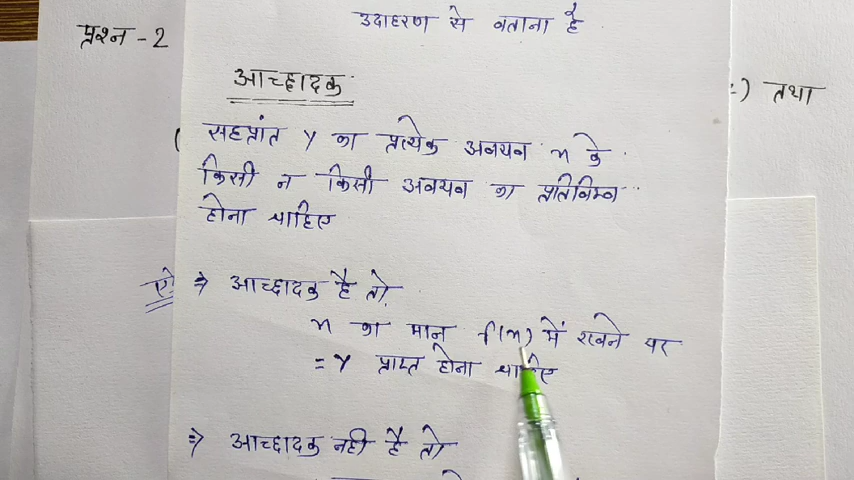 उदाहरण से बताना है
प्रश्न - 2
आच्छादक
:) तथा
सहप्रांत y का प्रत्येक अवयव x के
किसी न किसी अवयव का प्रतिबिम्ब
होना चाहिए
ऐ
⇒ आच्छादक है तो
x का मान f(x) में रखने पर
= y प्राप्त होना चाहिए
⇒ आच्छादक नही है तो